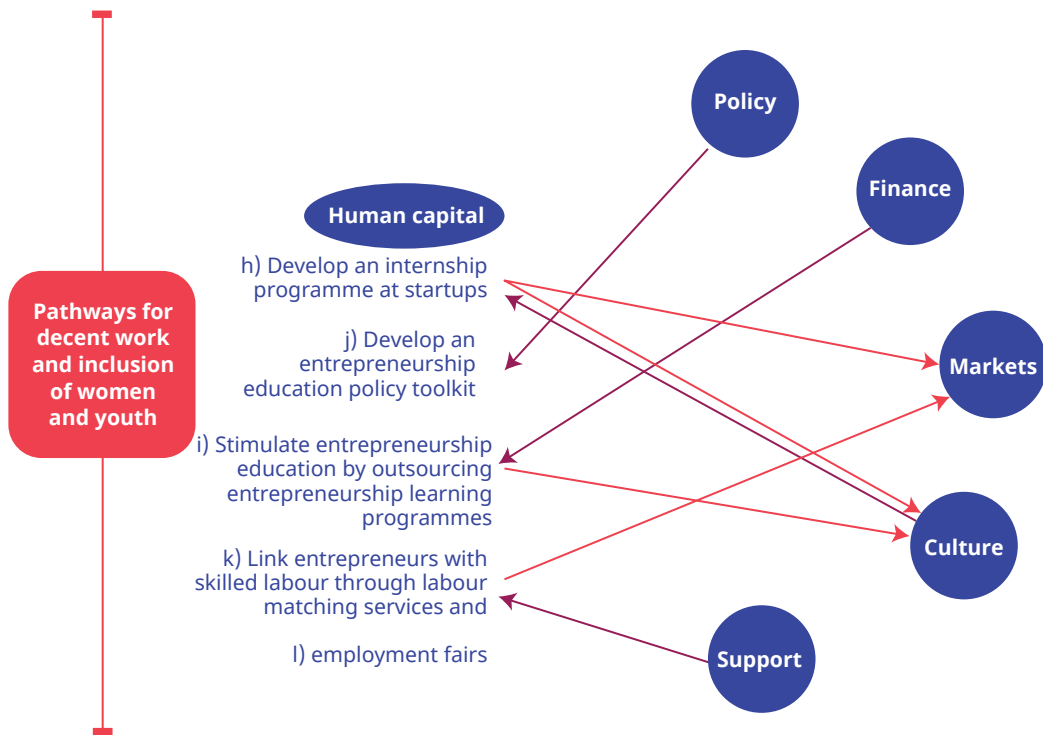 Pathways for
decent work
and inclusion
of women
and youth
Human capital
h) Develop an internship
programme at startups
j) Develop an
entrepreneurship
education policy toolkit
i) Stimulate entrepreneurship
education by outsourcing
entrepreneurship learning
programmes
k) Link entrepreneurs with
skilled labour through labour
matching services and
l) employment fairs
Policy
Finance
Markets
Culture
Support